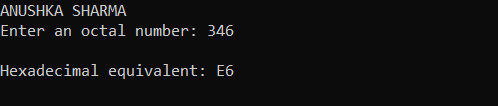 ANUSHKA SHARMA
Enter an octal number: 346
Hexadecimal equivalent: E6